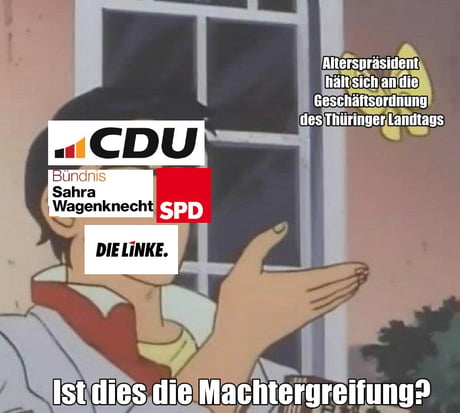 Alterspräsident
hält sich an die
Geschäftsordnung
des Thüringer Landtags
CDU
Bündnis
Sahra
Wagenknecht
SPD
DIE LiNKE.
Ist dies die Machtergreifung?